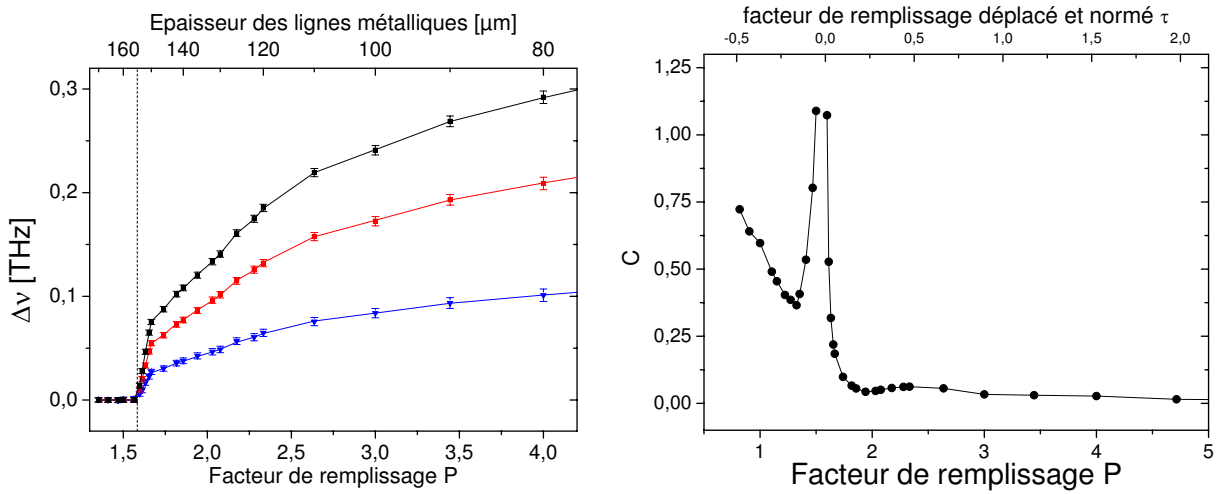 Epaisseur des lignes métalliques [µm]
160 140 120 100 80
0,3
0,2
0,1
0,0
Δν [THz]
1,5 2,0 2,5 3,0 3,5 4,0
Facteur de remplissage P
facteur de remplissage déplacé et normé τ
-0,5 0,0 0,5 1,0 1,5 2,0
1,25
1,00
0,75
0,50
0,25
0,00
C
1 2 3 4 5
Facteur de remplissage P